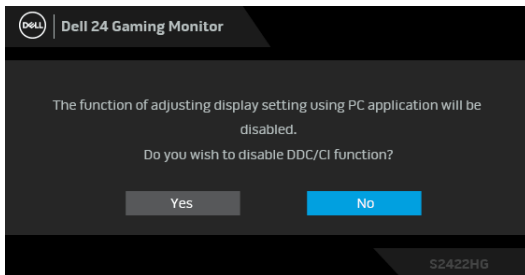 DELL
Dell 24 Gaming Monitor
The function of adjusting display setting using PC application will be
disabled.
Do you wish to disable DDC/CI function?
Yes
No
S2422HG